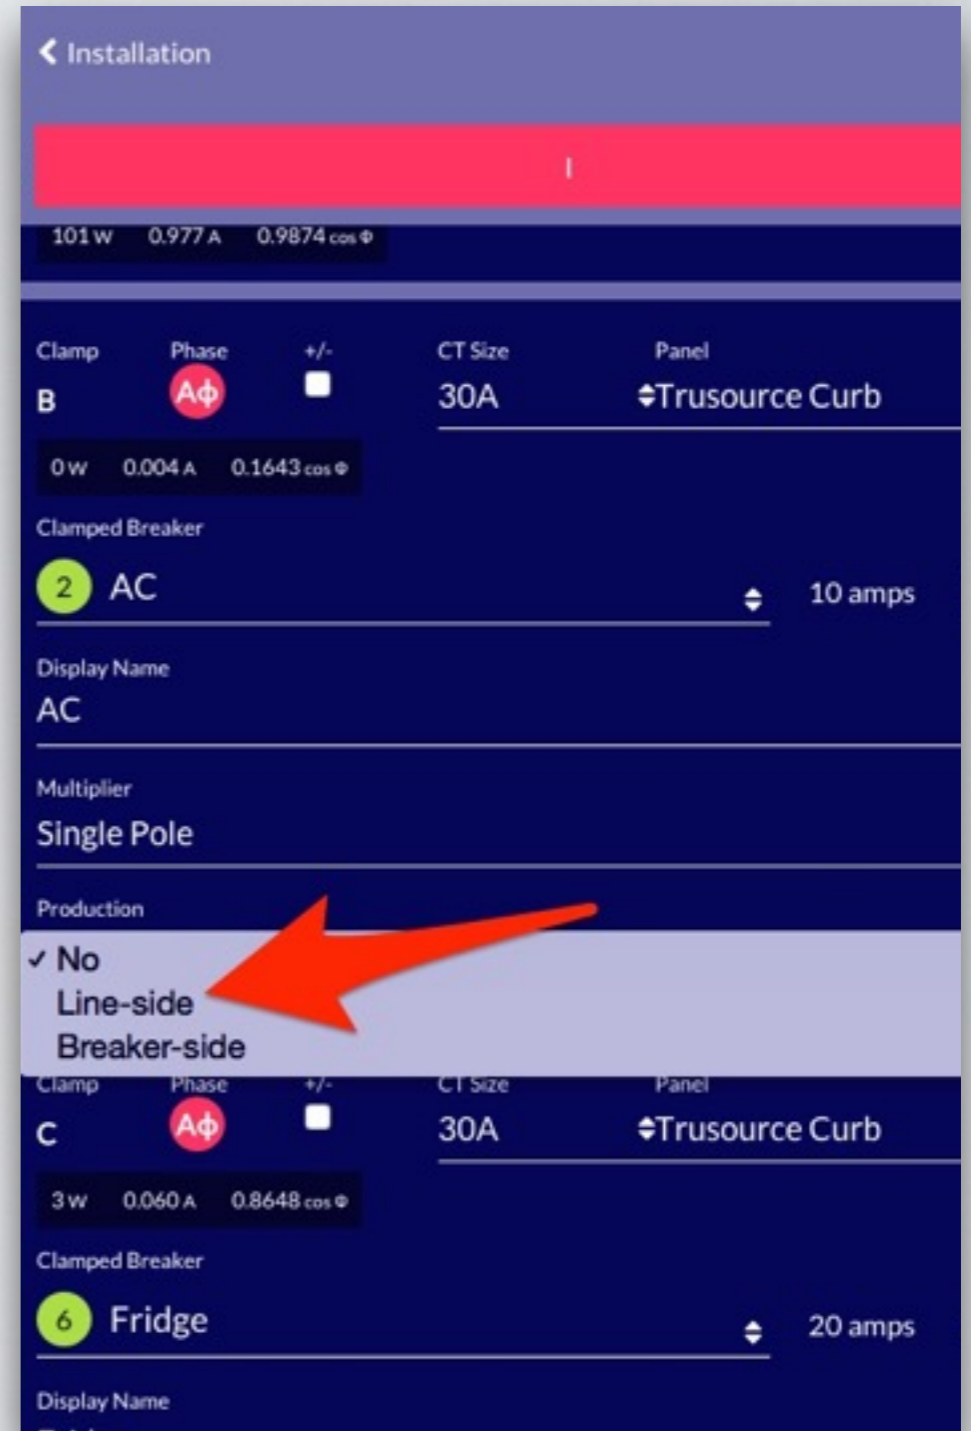 Installation
I
101 W 0.977 A 0.9874 cos Φ
Clamp Phase +/- CT Size Panel
B Aϕ 30A Trusource Curb
0 W 0.004 A 0.1643 cos Φ
Clamped Breaker
2 AC 10 amps
Display Name
AC
Multiplier
Single Pole
Production
✓ No
Line-side
Breaker-side
Clamp Phase +/- CT Size Panel
C Aϕ 30A Trusource Curb
3 W 0.060 A 0.8648 cos Φ
Clamped Breaker
6 Fridge 20 amps
Display Name